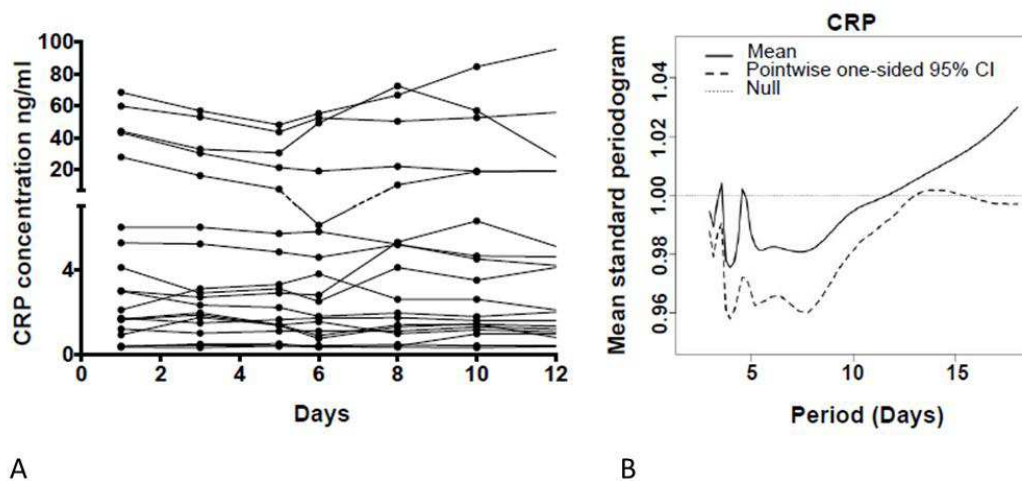 CRP concentration ng/ml
100
80
60
40
20
4
0
0 2 4 6 8 10 12
Days
A
CRP
Mean
Pointwise one-sided 95% CI
Null
Mean standard periodogram
1.04
1.02
1.00
0.98
0.96
5 10 15
Period (Days)
B